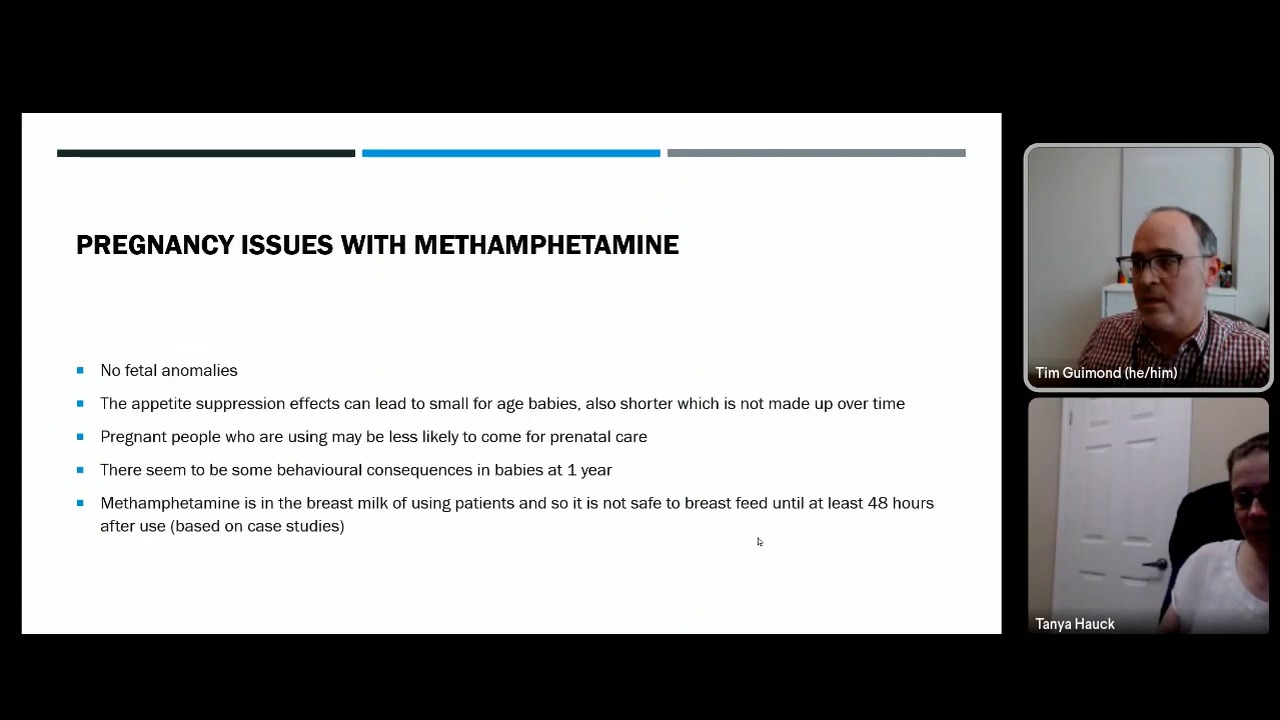 PREGNANCY ISSUES WITH METHAMPHETAMINE
No fetal anomalies
The appetite suppression effects can lead to small for age babies, also shorter which is not made up over time
Pregnant people who are using may be less likely to come for prenatal care
There seem to be some behavioural consequences in babies at 1 year
Methamphetamine is in the breast milk of using patients and so it is not safe to breast feed until at least 48 hours
after use (based on case studies)
Tim Guimond (he/him)
Tanya Hauck